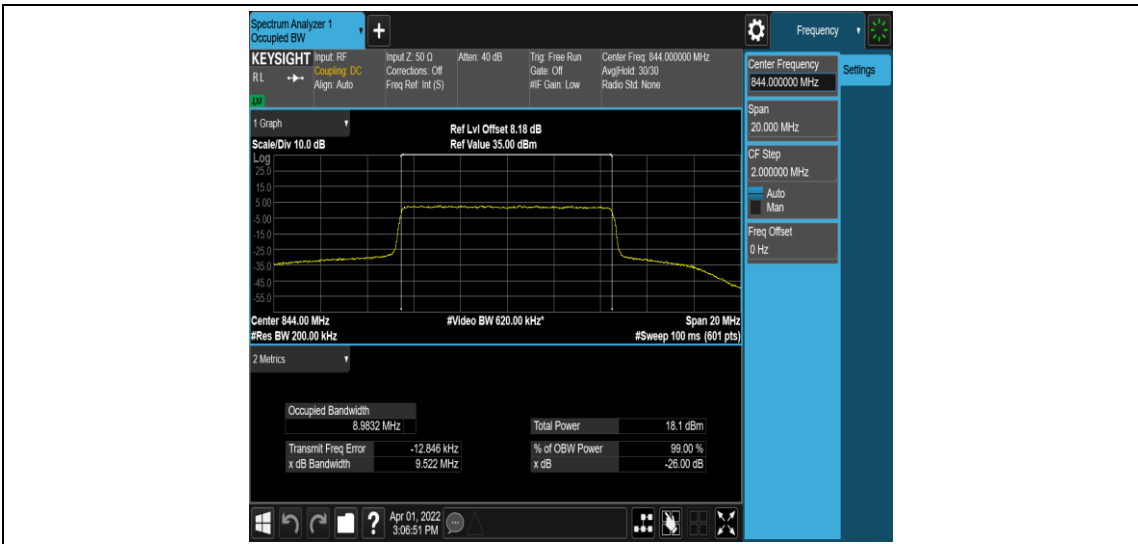 Spectrum Analyzer 1
Occupied BW
+
Frequency
KEYSIGHT
RL
LXI
Input: RF
Coupling: DC
Align: Auto
Input Z: 50 Ω
Corrections: Off
Freq Ref: Int (S)
Atten: 40 dB
Trig: Free Run
Gate: Off
#IF Gain: Low
Center Freq: 844.000000 MHz
Avg|Hold: 30/30
Radio Std: None
Center Frequency
844.000000 MHz
Settings
Span
20.000 MHz
CF Step
2.000000 MHz
Auto
Man
Freq Offset
0 Hz
1 Graph
Scale/Div 10.0 dB
Ref Lvl Offset 8.18 dB
Ref Value 35.00 dBm
Log
25.0
15.0
5.00
-5.00
-15.0
-25.0
-35.0
-45.0
-55.0
Center 844.00 MHz
#Video BW 620.00 kHz*
Span 20 MHz
#Res BW 200.00 kHz
#Sweep 100 ms (601 pts)
2 Metrics
Occupied Bandwidth
8.9832 MHz
Total Power 18.1 dBm
Transmit Freq Error -12.846 kHz
% of OBW Power 99.00 %
x dB Bandwidth 9.522 MHz
x dB -26.00 dB
?
Apr 01, 2022
3:06:51 PM